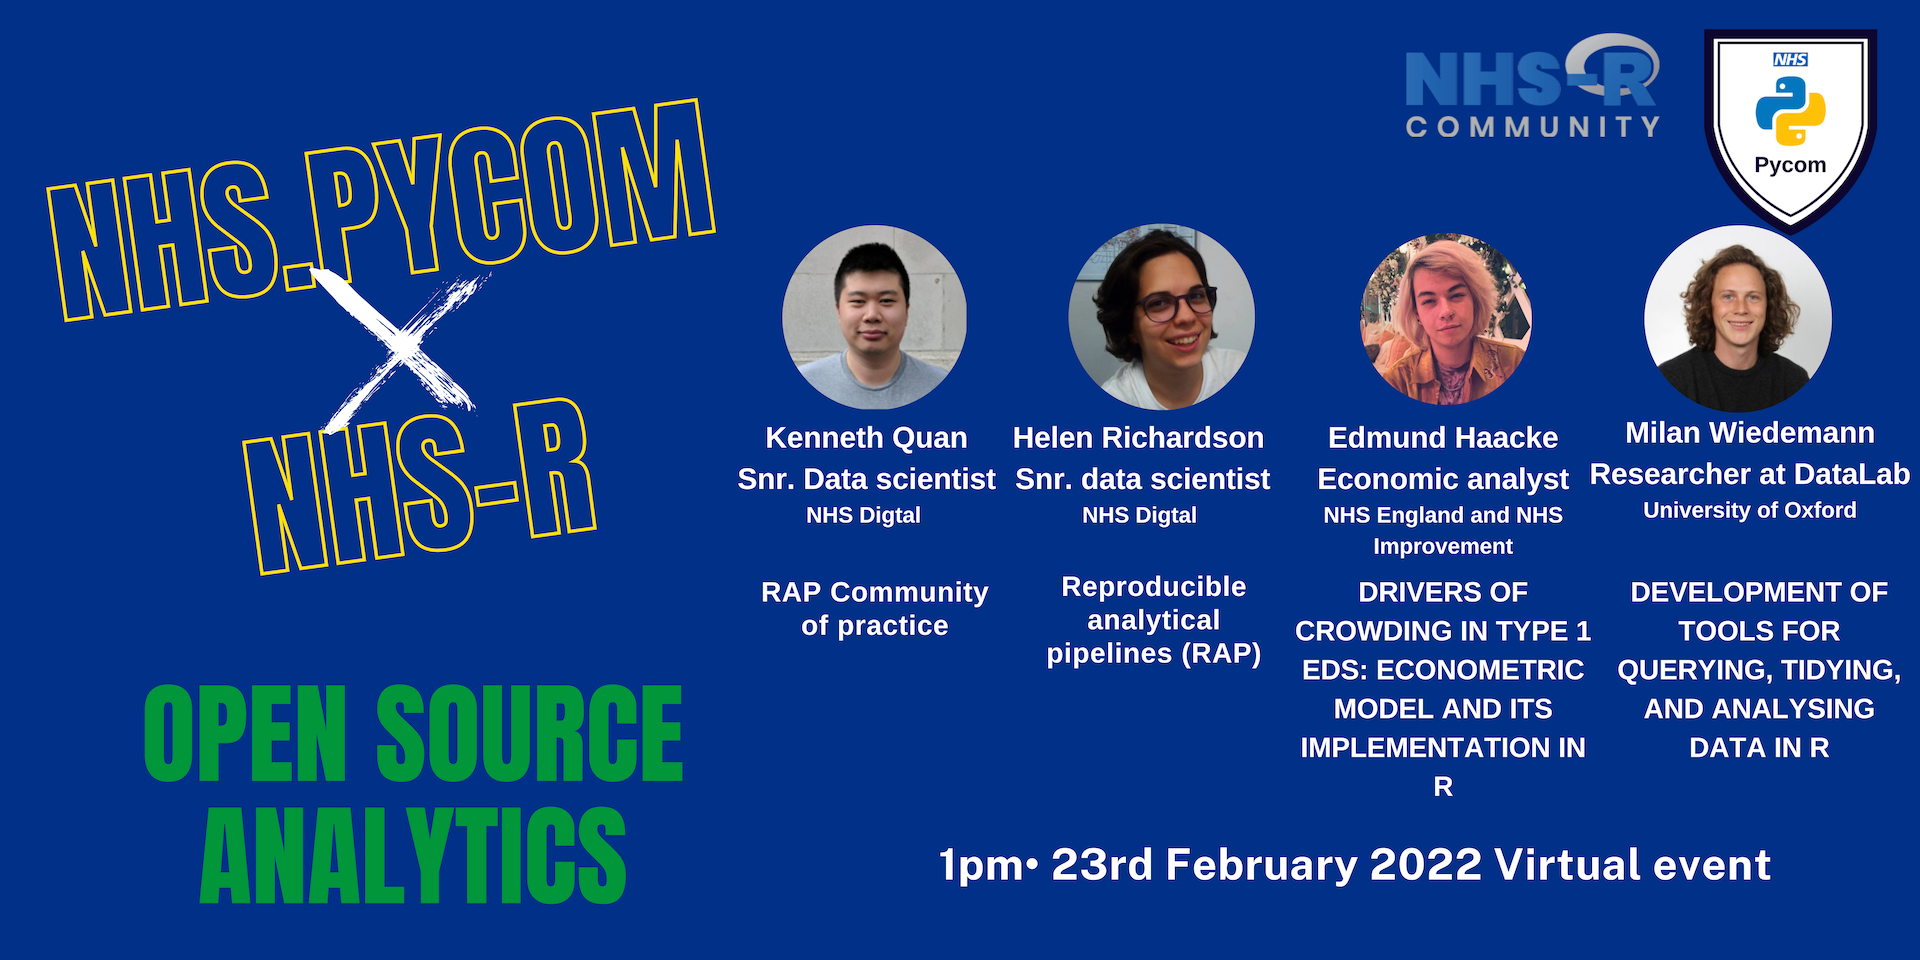 NHS.PYCOM
NHS-R
OPEN SOURCE
ANALYTICS
NHS-R
COMMUNITY
NHS
Pycom
Kenneth Quan
Snr. Data scientist
NHS Digtal
RAP Community
of practice
Helen Richardson
Snr. data scientist
NHS Digtal
Reproducible
analytical
pipelines (RAP)
Edmund Haacke
Economic analyst
NHS England and NHS
Improvement
DRIVERS OF
CROWDING IN TYPE 1
EDS: ECONOMETRIC
MODEL AND ITS
IMPLEMENTATION IN
R
Milan Wiedemann
Researcher at DataLab
University of Oxford
DEVELOPMENT OF
TOOLS FOR
QUERYING, TIDYING,
AND ANALYSING
DATA IN R
1pm• 23rd February 2022 Virtual event